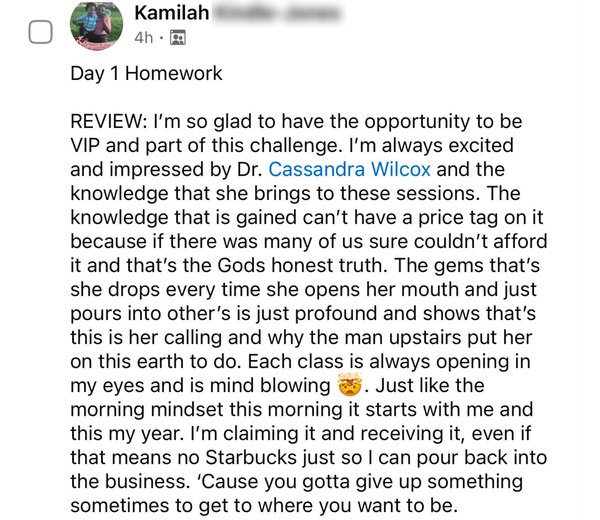 Kamilah
4h ·
Day 1 Homework
REVIEW: I'm so glad to have the opportunity to be
VIP and part of this challenge. I'm always excited
and impressed by Dr. Cassandra Wilcox and the
knowledge that she brings to these sessions. The
knowledge that is gained can't have a price tag on it
because if there was many of us sure couldn't afford
it and that's the Gods honest truth. The gems that's
she drops every time she opens her mouth and just
pours into other's is just profound and shows that's
this is her calling and why the man upstairs put her
on this earth to do. Each class is always opening in
my eyes and is mind blowing 🤯. Just like the
morning mindset this morning it starts with me and
this my year. I'm claiming it and receiving it, even if
that means no Starbucks just so I can pour back into
the business. ‘Cause you gotta give up something
sometimes to get to where you want to be.